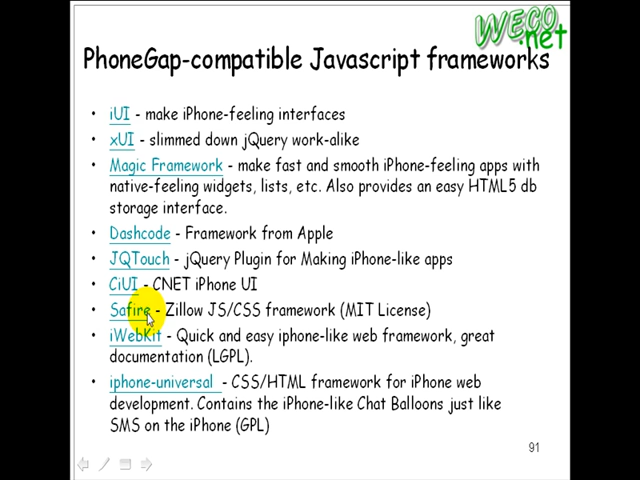 WECO
.net
PhoneGap-compatible Javascript frameworks
• iUI - make iPhone-feeling interfaces
• xUI - slimmed down jQuery work-alike
• Magic Framework - make fast and smooth iPhone-feeling apps with
native-feeling widgets, lists, etc. Also provides an easy HTML5 db
storage interface.
• Dashcode - Framework from Apple
• JQTouch - jQuery Plugin for Making iPhone-like apps
• CiUI - CNET iPhone UI
• Safire - Zillow JS/CSS framework (MIT License)
• iWebKit - Quick and easy iphone-like web framework, great
documentation (LGPL).
• iphone-universal - CSS/HTML framework for iPhone web
development. Contains the iPhone-like Chat Balloons just like
SMS on the iPhone (GPL)
91